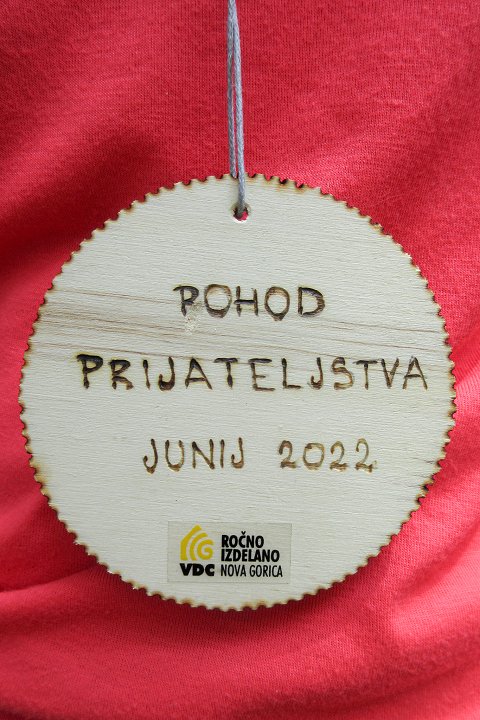 POHOD
PRIJATELJSTVA
JUNIJ 2022
VDC
ROČNO
IZDELANO
NOVA GORICA